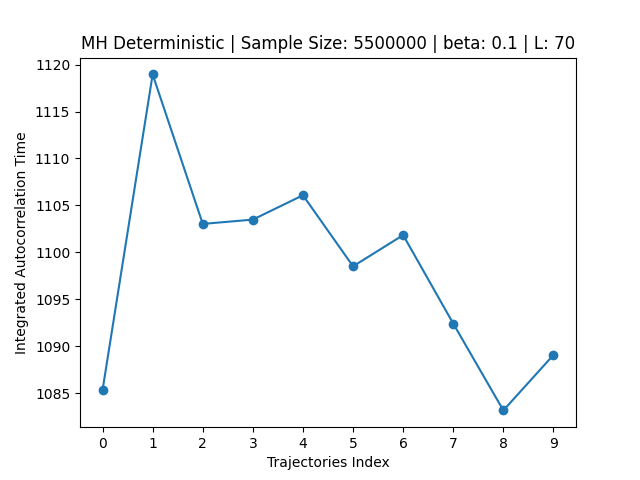 MH Deterministic | Sample Size: 5500000 | beta: 0.1 | L: 70
Integrated Autocorrelation Time
1120
1115
1110
1105
1100
1095
1090
1085
0 1 2 3 4 5 6 7 8 9
Trajectories Index